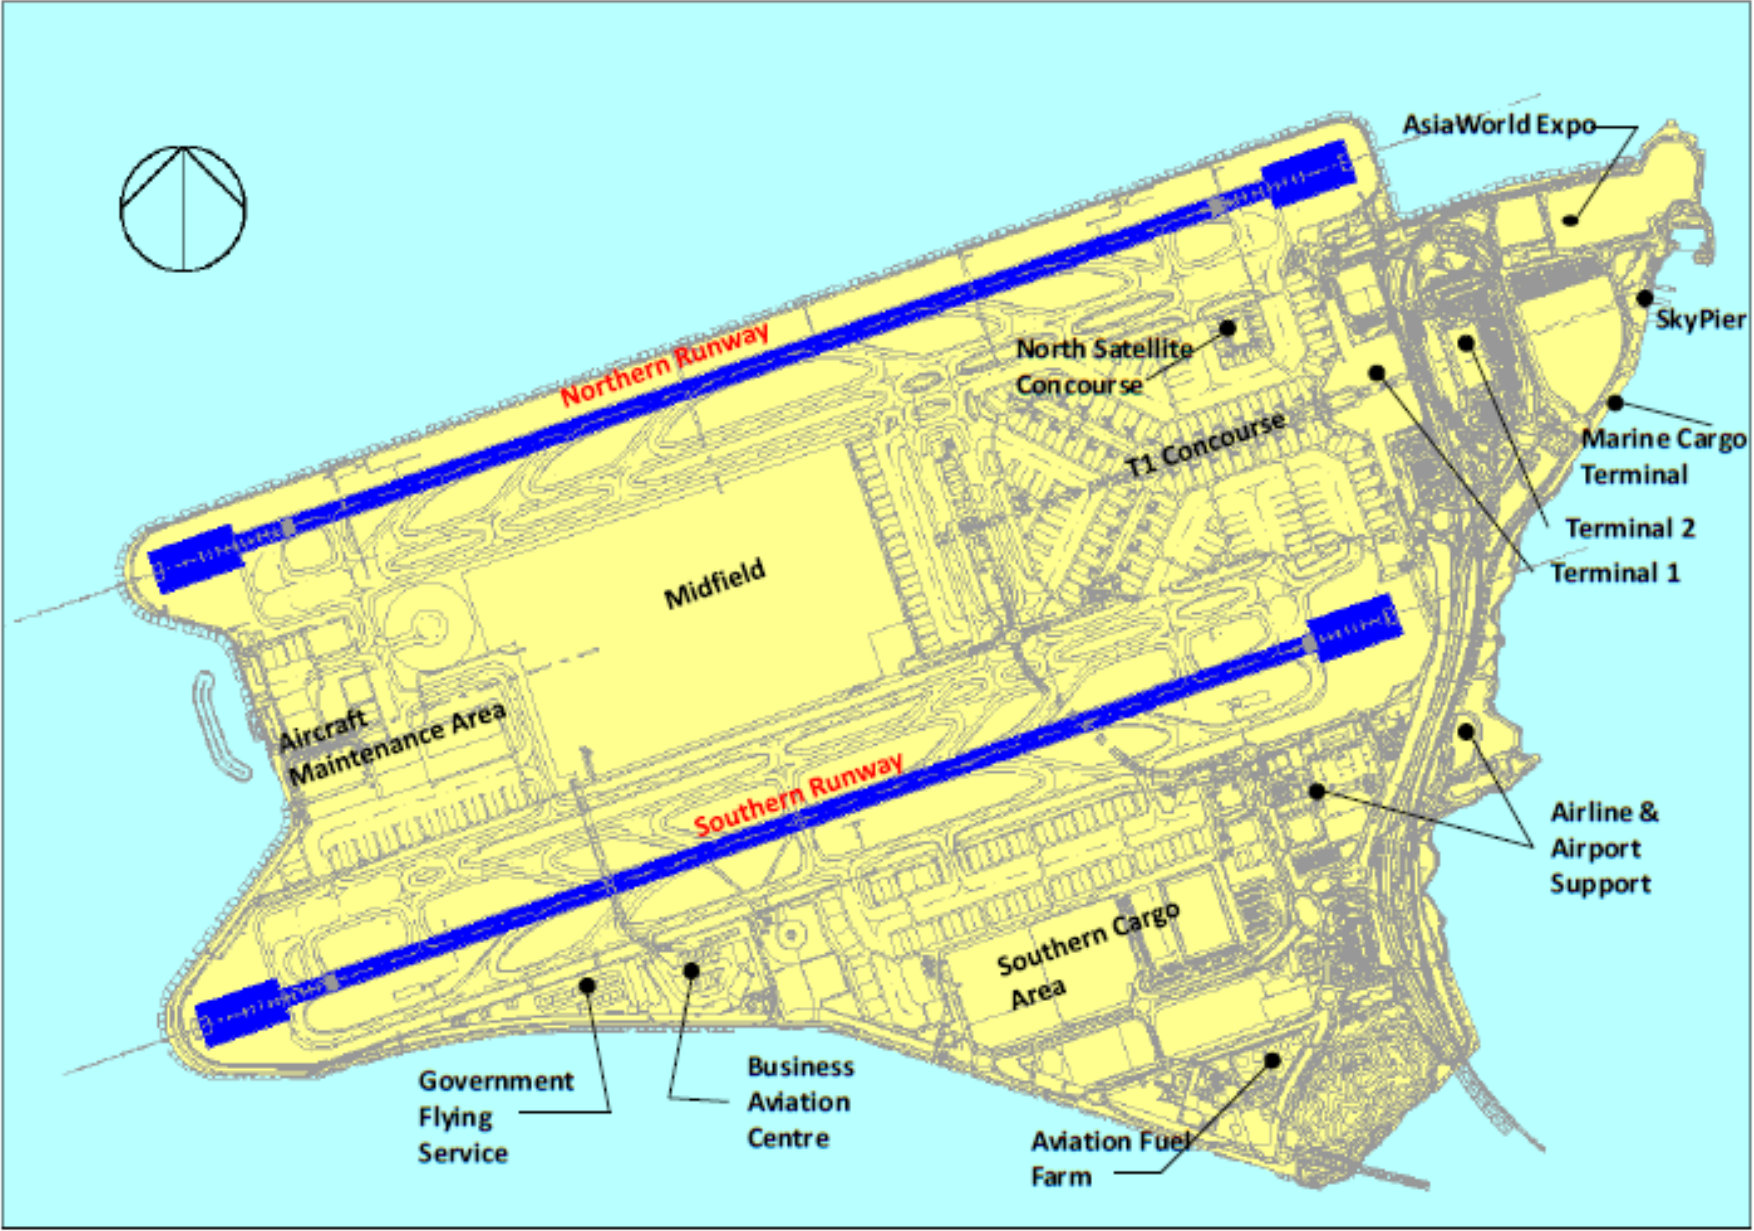 AsiaWorld Expo
SkyPier
Northern Runway
North Satellite
Concourse
T1 Concourse
Marine Cargo
Terminal
Terminal 2
Terminal 1
Midfield
Aircraft
Maintenance Area
Southern Runway
Airline &
Airport
Support
Southern Cargo
Area
Government
Flying
Service
Business
Aviation
Centre
Aviation Fuel
Farm